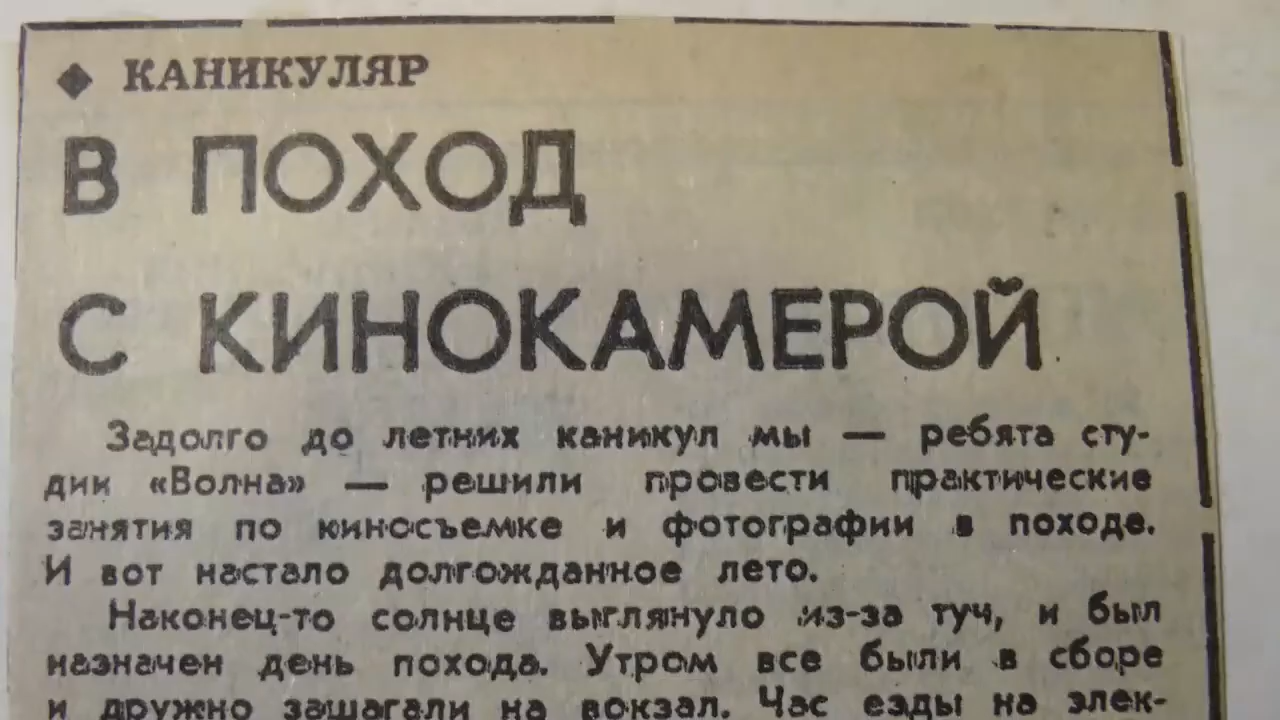 ◆ КАНИКУЛЯР
В ПОХОД
С КИНОКАМЕРОЙ
Задолго до летних каникул мы — ребята сту-
дии «Волна» — решили провести практические
занятия по киносъемке и фотографии в походе.
И вот настало долгожданное лето.
Наконец-то солнце выглянуло из-за туч, и был
назначен день похода. Утром все были в сборе
и дружно зашагали на вокзал. Час езды на элек-